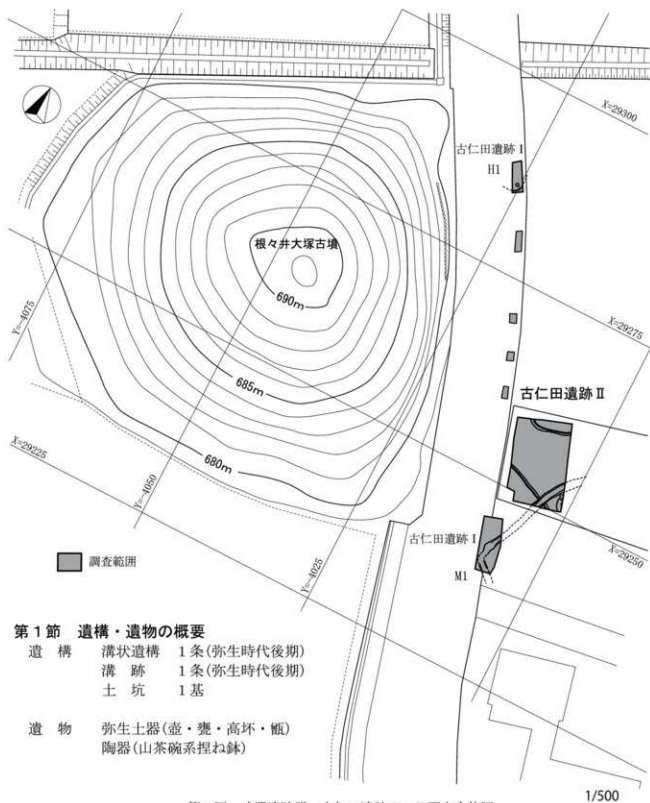 X=29300
古仁田遺跡Ⅰ
H1
根々井大塚古墳
690m
X=29275
Y=-4075
685m
古仁田遺跡Ⅱ
680m
X=29225
Y=-4050
Y=-4025
古仁田遺跡Ⅰ
X=29250
M1
調査範囲
第1節 遺構・遺物の概要
遺 構 溝状遺構 1条(弥生時代後期)
溝 跡 1条(弥生時代後期)
土 坑 1基
遺 物 弥生土器(壺・甕・高坏・甑)
陶器(山茶碗系捏ね鉢)
1/500